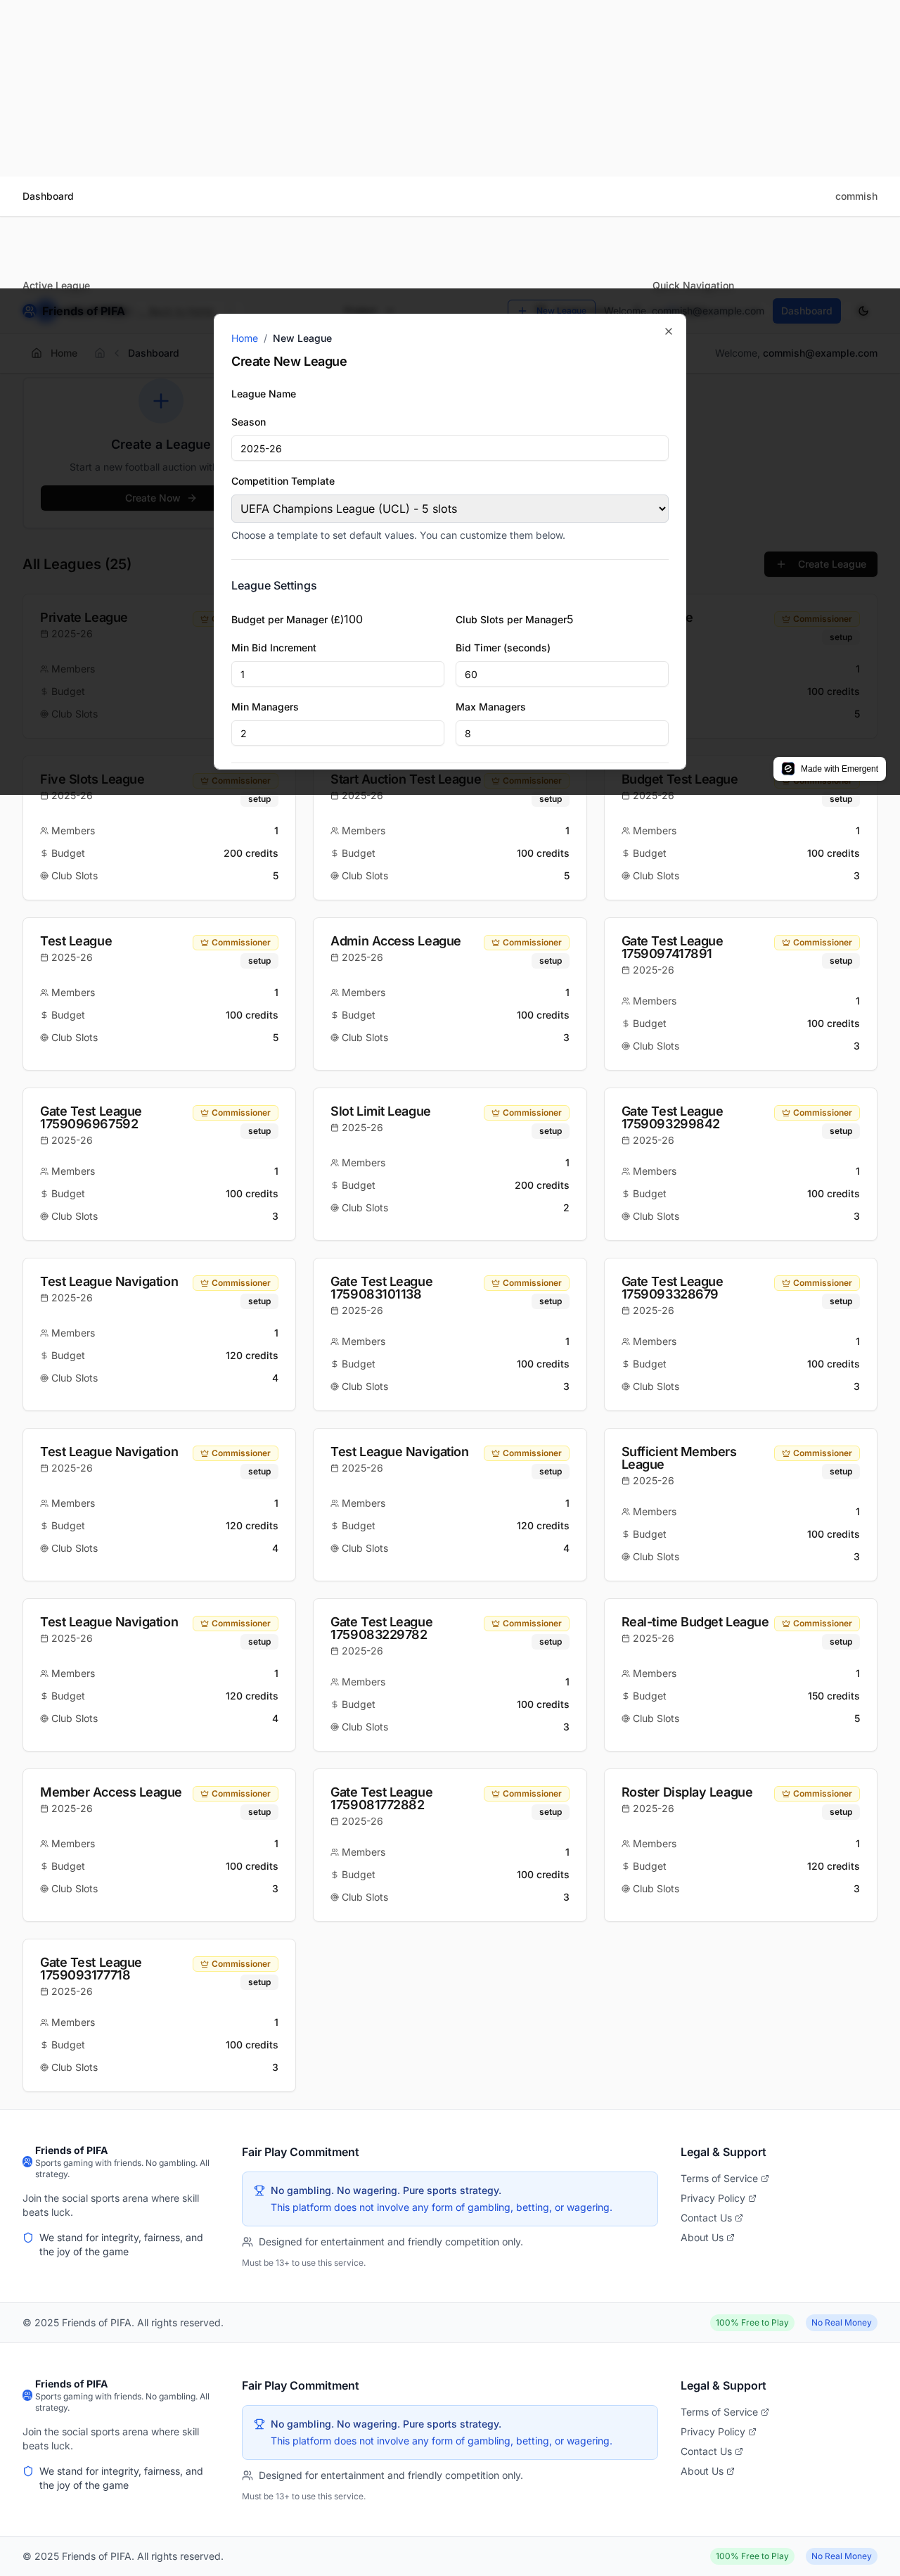 Dashboard
commish
Active League
Quick Navigation
Friends of PIFA
New League
Welcome, commish@example.com
Dashboard
Home
Dashboard
Welcome, commish@example.com
Home / New League
Create New League
League Name
Season
2025-26
Competition Template
UEFA Champions League (UCL) - 5 slots
Choose a template to set default values. You can customize them below.
League Settings
Budget per Manager (£)100
Club Slots per Manager5
Min Bid Increment
Bid Timer (seconds)
1
60
Min Managers
Max Managers
2
8
Create a League
Start a new football auction with
Create Now
All Leagues (25)
Create League
Private League
2025-26
Members
Budget
Club Slots
setup
1
100 credits
5
Made with Emergent
Five Slots League
2025-26
setup
Members 1
Budget 200 credits
Club Slots 5
Start Auction Test League
2025-26
setup
Members 1
Budget 100 credits
Club Slots 5
Budget Test League
2025-26
setup
Members 1
Budget 100 credits
Club Slots 3
Test League
Commissioner
2025-26
setup
Members 1
Budget 100 credits
Club Slots 5
Admin Access League
Commissioner
2025-26
setup
Members 1
Budget 100 credits
Club Slots 3
Gate Test League
1759097417891
Commissioner
2025-26
setup
Members 1
Budget 100 credits
Club Slots 3
Gate Test League
1759096967592
Commissioner
2025-26
setup
Members 1
Budget 100 credits
Club Slots 3
Slot Limit League
Commissioner
2025-26
setup
Members 1
Budget 200 credits
Club Slots 2
Gate Test League
1759093299842
Commissioner
2025-26
setup
Members 1
Budget 100 credits
Club Slots 3
Test League Navigation
Commissioner
2025-26
setup
Members 1
Budget 120 credits
Club Slots 4
Gate Test League
1759083101138
Commissioner
2025-26
setup
Members 1
Budget 100 credits
Club Slots 3
Gate Test League
1759093328679
Commissioner
2025-26
setup
Members 1
Budget 100 credits
Club Slots 3
Test League Navigation
Commissioner
2025-26
setup
Members 1
Budget 120 credits
Club Slots 4
Test League Navigation
Commissioner
2025-26
setup
Members 1
Budget 120 credits
Club Slots 4
Sufficient Members
League
Commissioner
2025-26
setup
Members 1
Budget 100 credits
Club Slots 3
Test League Navigation
Commissioner
2025-26
setup
Members 1
Budget 120 credits
Club Slots 4
Gate Test League
1759083229782
Commissioner
2025-26
setup
Members 1
Budget 100 credits
Club Slots 3
Real-time Budget League
Commissioner
2025-26
setup
Members 1
Budget 150 credits
Club Slots 5
Member Access League
Commissioner
2025-26
setup
Members 1
Budget 100 credits
Club Slots 3
Gate Test League
1759081772882
Commissioner
2025-26
setup
Members 1
Budget 100 credits
Club Slots 3
Roster Display League
Commissioner
2025-26
setup
Members 1
Budget 120 credits
Club Slots 3
Gate Test League
1759093177718
Commissioner
2025-26
setup
Members 1
Budget 100 credits
Club Slots 3
Friends of PIFA
Sports gaming with friends. No gambling. All
strategy.
Join the social sports arena where skill
beats luck.
We stand for integrity, fairness, and
the joy of the game
Fair Play Commitment
No gambling. No wagering. Pure sports strategy.
This platform does not involve any form of gambling, betting, or wagering.
Designed for entertainment and friendly competition only.
Must be 13+ to use this service.
Legal & Support
Terms of Service
Privacy Policy
Contact Us
About Us
© 2025 Friends of PIFA. All rights reserved.
100% Free to Play
No Real Money
Friends of PIFA
Sports gaming with friends. No gambling. All
strategy.
Join the social sports arena where skill
beats luck.
We stand for integrity, fairness, and
the joy of the game
Fair Play Commitment
No gambling. No wagering. Pure sports strategy.
This platform does not involve any form of gambling, betting, or wagering.
Designed for entertainment and friendly competition only.
Must be 13+ to use this service.
Legal & Support
Terms of Service
Privacy Policy
Contact Us
About Us
© 2025 Friends of PIFA. All rights reserved.
100% Free to Play
No Real Money